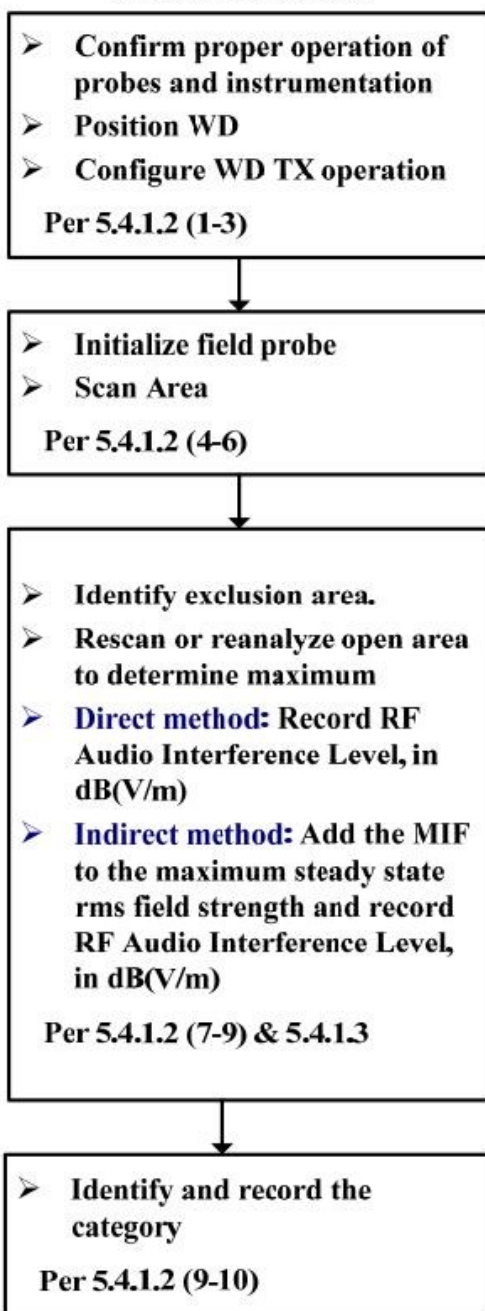 ➢ Confirm proper operation of
probes and instrumentation
➢ Position WD
➢ Configure WD TX operation
Per 5.4.1.2 (1-3)
➢ Initialize field probe
➢ Scan Area
Per 5.4.1.2 (4-6)
➢ Identify exclusion area.
➢ Rescan or reanalyze open area
to determine maximum
➢ Direct method: Record RF
Audio Interference Level, in
dB(V/m)
➢ Indirect method: Add the MIF
to the maximum steady state
rms field strength and record
RF Audio Interference Level,
in dB(V/m)
Per 5.4.1.2 (7-9) & 5.4.1.3
➢ Identify and record the
category
Per 5.4.1.2 (9-10)